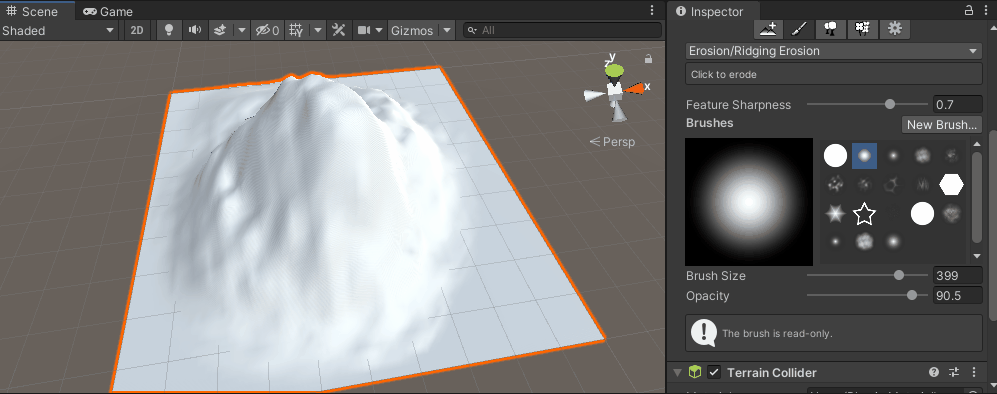 Scene
Game
Inspector
Shaded
2D
0
Gizmos
All
Erosion/Ridging Erosion
Click to erode
Feature Sharpness
0.7
Brushes
New Brush...
y
z
x
Persp
Brush Size
399
Opacity
90.5
The brush is read-only.
Terrain Collider